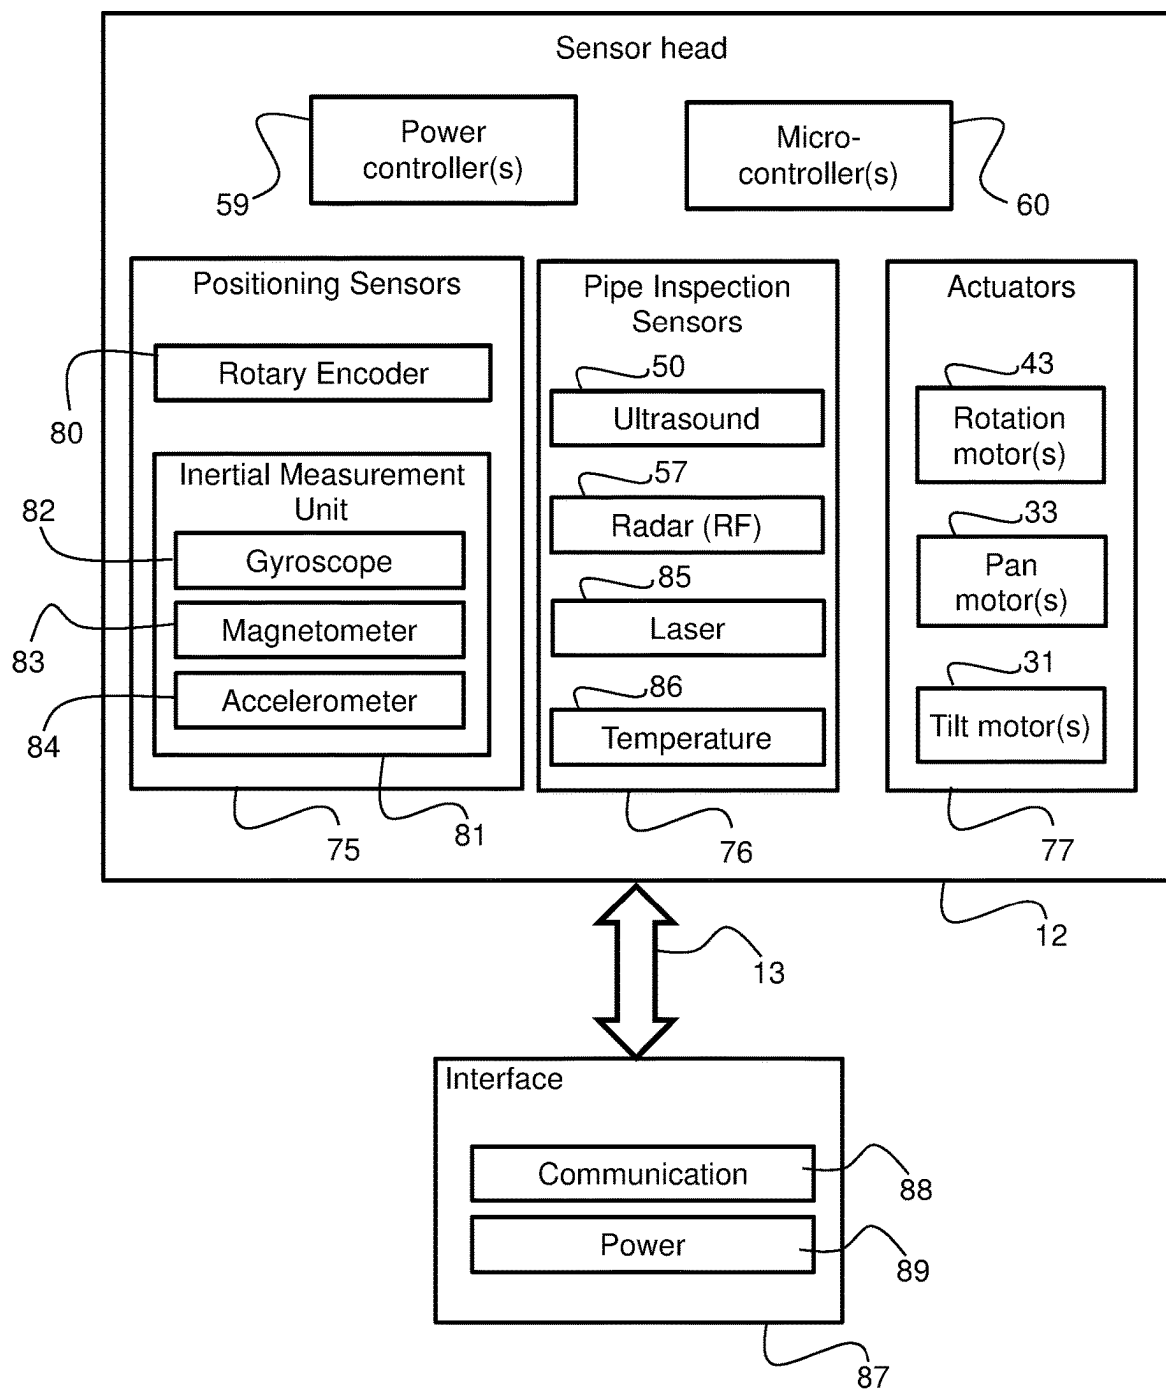 Sensor head
Power
controller(s)
59
Micro-
controller(s)
60
Positioning Sensors
Rotary Encoder
80
Inertial Measurement
Unit
82
Gyroscope
83
Magnetometer
84
Accelerometer
75
81
Pipe Inspection
Sensors
50
Ultrasound
57
Radar (RF)
85
Laser
86
Temperature
76
Actuators
43
Rotation
motor(s)
33
Pan
motor(s)
31
Tilt motor(s)
77
12
13
Interface
Communication
88
Power
89
87